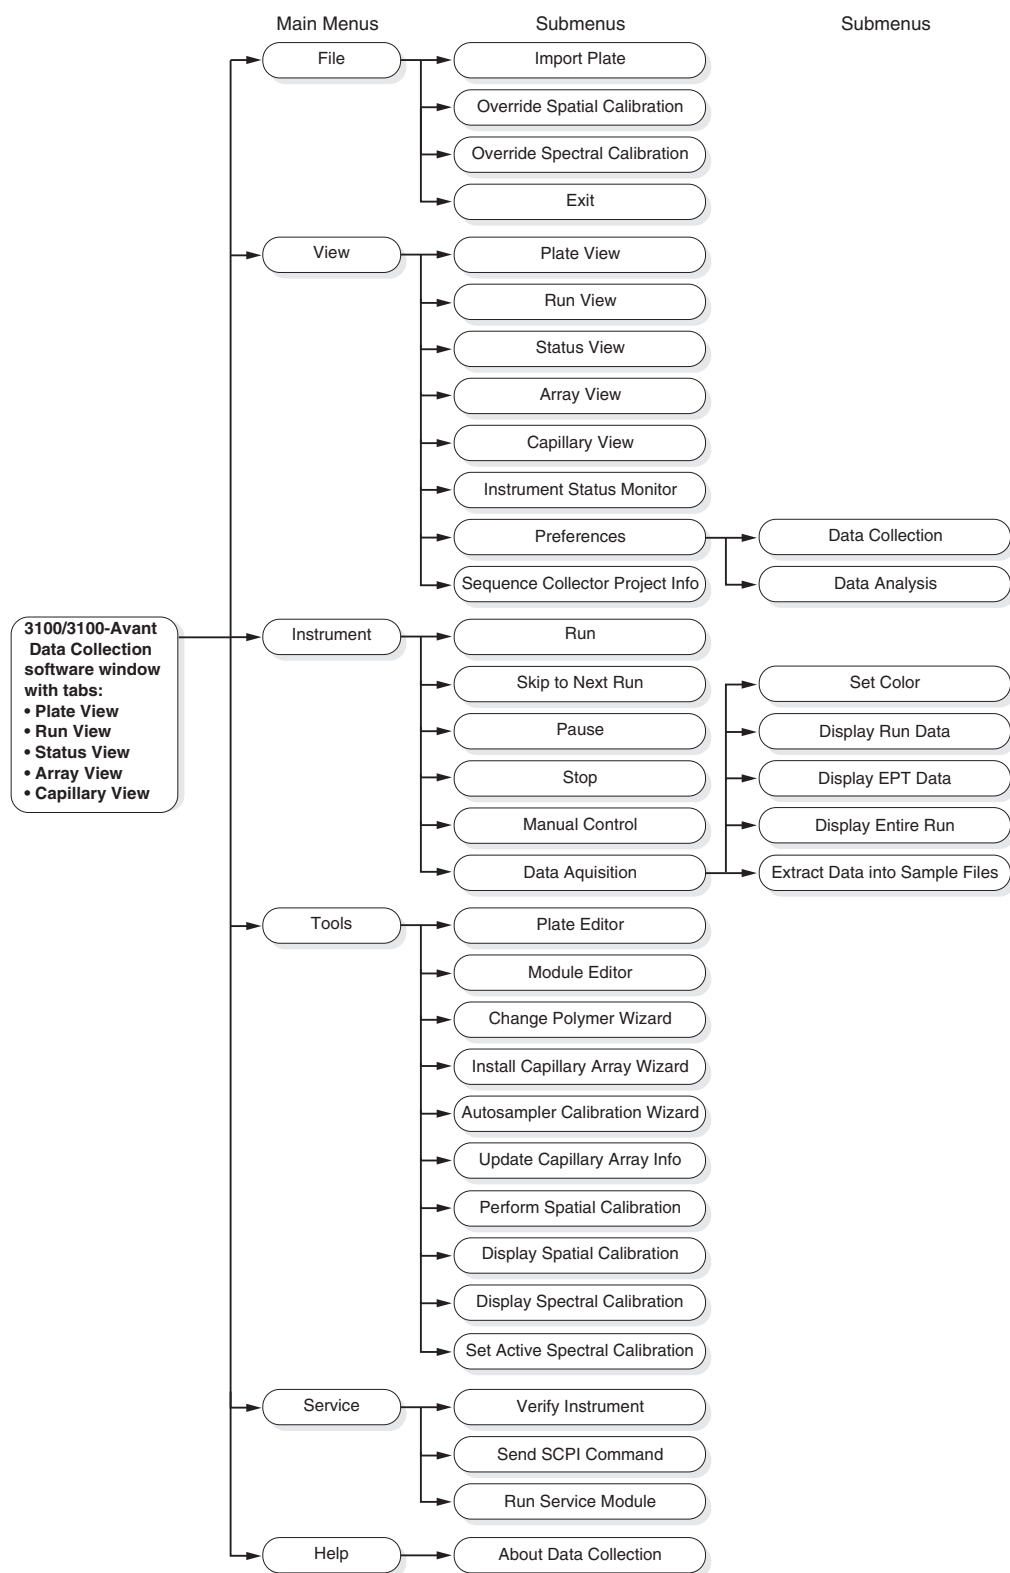 Main Menus
Submenus
Submenus
File
Import Plate
Override Spatial Calibration
Override Spectral Calibration
Exit
View
Plate View
Run View
Status View
Array View
Capillary View
Instrument Status Monitor
Preferences
Data Collection
Data Analysis
Sequence Collector Project Info
3100/3100-Avant
Data Collection
software window
with tabs:
• Plate View
• Run View
• Status View
• Array View
• Capillary View
Instrument
Run
Skip to Next Run
Pause
Stop
Manual Control
Data Aquisition
Set Color
Display Run Data
Display EPT Data
Display Entire Run
Extract Data into Sample Files
Tools
Plate Editor
Module Editor
Change Polymer Wizard
Install Capillary Array Wizard
Autosampler Calibration Wizard
Update Capillary Array Info
Perform Spatial Calibration
Display Spatial Calibration
Display Spectral Calibration
Set Active Spectral Calibration
Service
Verify Instrument
Send SCPI Command
Run Service Module
Help
About Data Collection